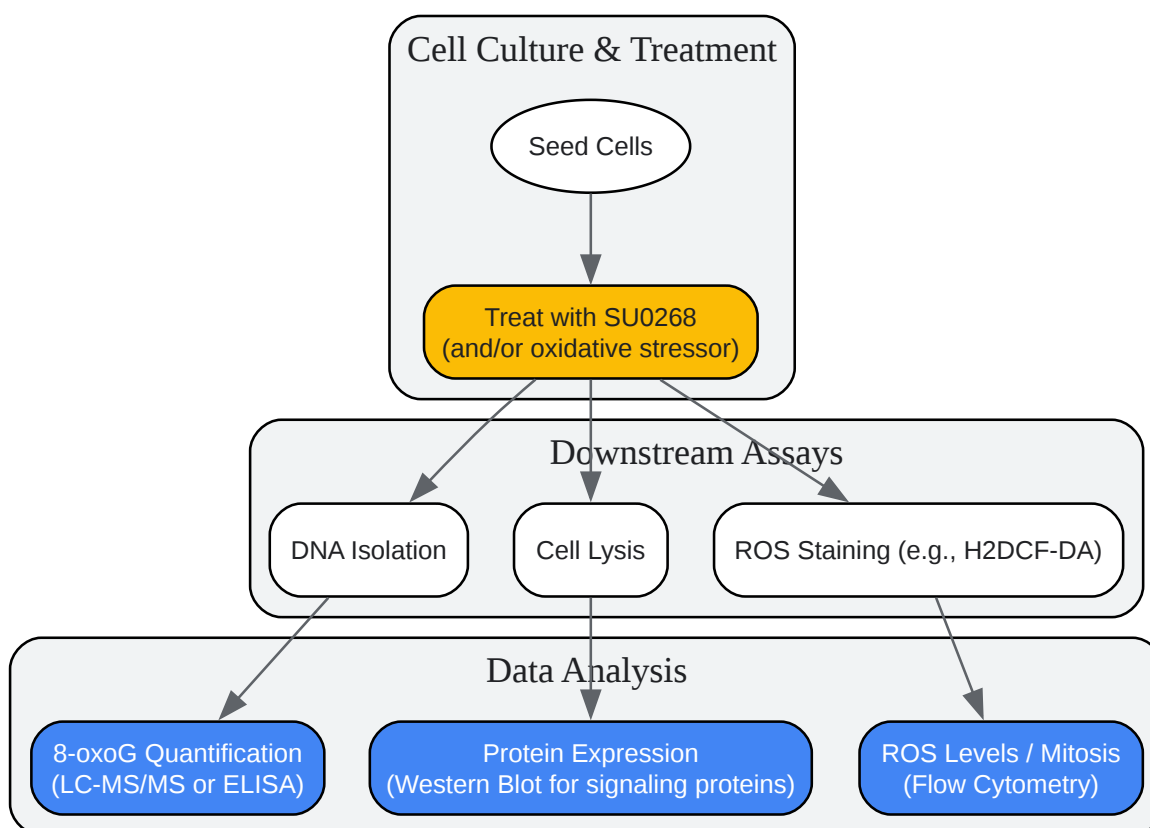 Cell Culture & Treatment
Seed Cells
Treat with SU0268
(and/or oxidative stressor)
Downstream Assays
DNA Isolation
Cell Lysis
ROS Staining (e.g., H2DCF-DA)
Data Analysis
8-oxoG Quantification
(LC-MS/MS or ELISA)
Protein Expression
(Western Blot for signaling proteins)
ROS Levels / Mitosis
(Flow Cytometry)